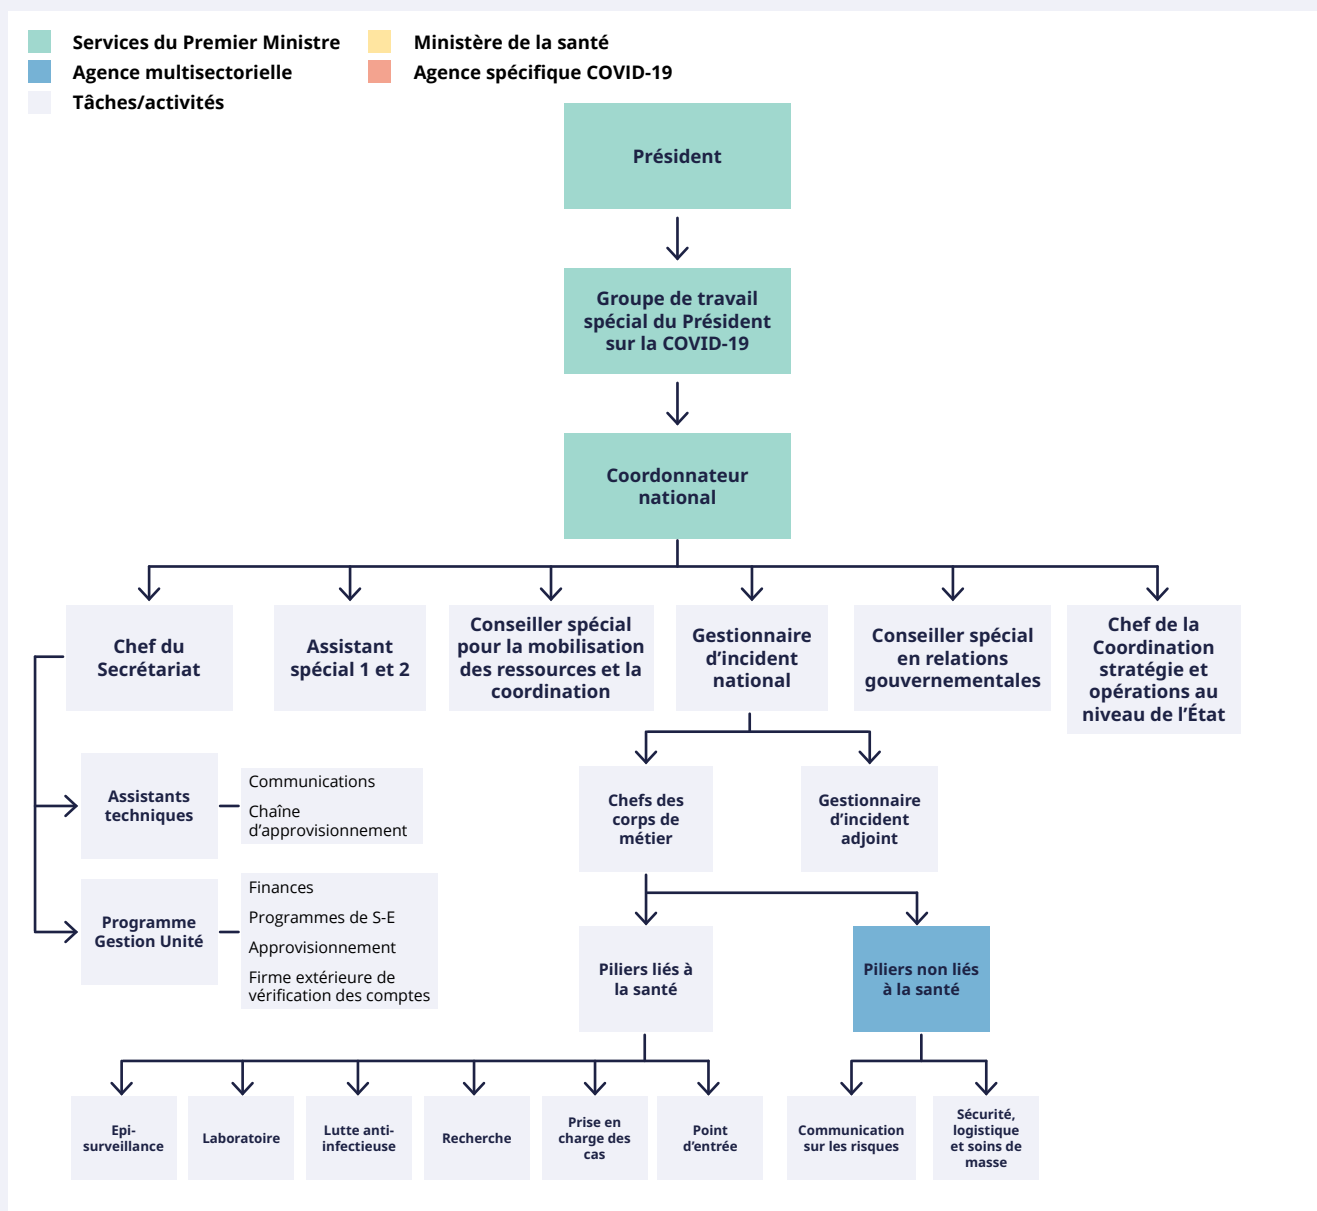 Services du Premier Ministre
Ministère de la santé
Agence multisectorielle
Agence spécifique COVID-19
Tâches/activités
Président
Groupe de travail
spécial du Président
sur la COVID-19
Coordonnateur
national
Chef du
Secrétariat
Assistant
spécial 1 et 2
Conseiller spécial
pour la mobilisation
des ressources et la
coordination
Gestionnaire
d’incident
national
Conseiller spécial
en relations
gouvernementales
Chef de la
Coordination
stratégie et
opérations au
niveau de l’État
Assistants
techniques
Communications
Chaîne
d’approvisionnement
Chefs des
corps de
métier
Gestionnaire
d’incident
adjoint
Programme
Gestion Unité
Finances
Programmes de S-E
Approvisionnement
Firme extérieure de
vérification des comptes
Piliers liés à
la santé
Piliers non liés
à la santé
Epi-
surveillance
Laboratoire
Lutte anti-
infectieuse
Recherche
Prise en
charge des
cas
Point
d’entrée
Communication
sur les risques
Sécurité,
logistique
et soins de
masse